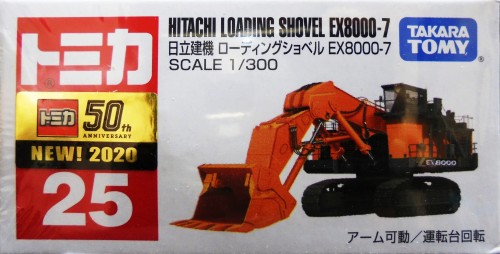 トミカ
トミカ 50th
ANNIVERSARY
NEW! 2020
25
HITACHI LOADING SHOVEL EX8000-7
日立建機 ローディングショベル EX8000-7
SCALE 1/300
TAKARA
TOMY
EX8000
アーム可動/運転台回転